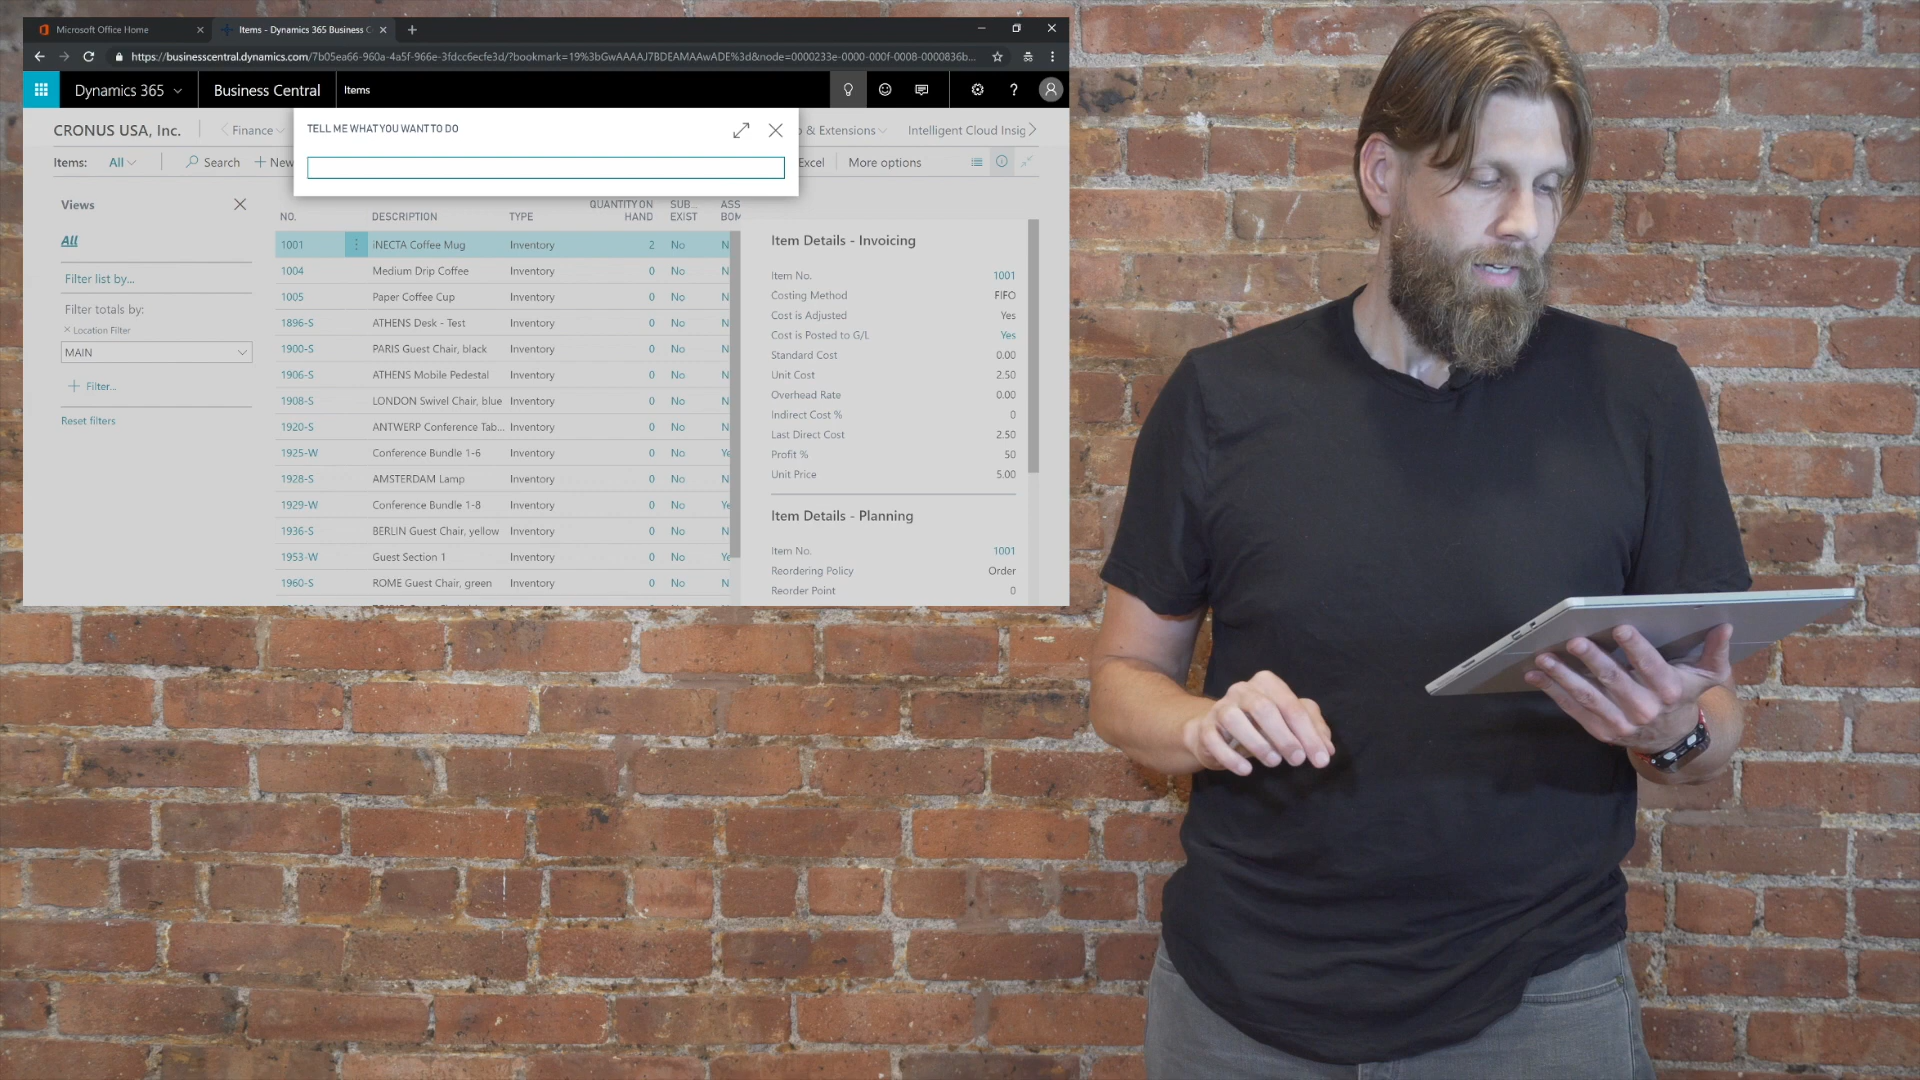 Microsoft Office Home
Items - Dynamics 365 Business C
https://businesscentral.dynamics.com/7b05ea66-960a-4a5f-966e-3fdcc6ecfe3d/?bookmark=19%3bGwAAAAJ7BDEAMAAwADE%3d&node=0000233e-0000-000f-0008-0000836b...
Dynamics 365
Business Central
Items
CRONUS USA, Inc.
Finance
TELL ME WHAT YOU WANT TO DO
& Extensions
Intelligent Cloud Insig
Items:
All
Search
+ New
Excel
More options
Views
All
Filter list by...
Filter totals by:
× Location Filter
MAIN
+ Filter...
Reset filters
NO. DESCRIPTION TYPE QUANTITY ON HAND SUB... EXIST ASS BOM
1001 iNECTA Coffee Mug Inventory 2 No N
1004 Medium Drip Coffee Inventory 0 No N
1005 Paper Coffee Cup Inventory 0 No N
1896-S ATHENS Desk - Test Inventory 0 No N
1900-S PARIS Guest Chair, black Inventory 0 No N
1906-S ATHENS Mobile Pedestal Inventory 0 No N
1908-S LONDON Swivel Chair, blue Inventory 0 No N
1920-S ANTWERP Conference Tab... Inventory 0 No N
1925-W Conference Bundle 1-6 Inventory 0 No Ye
1928-S AMSTERDAM Lamp Inventory 0 No N
1929-W Conference Bundle 1-8 Inventory 0 No Ye
1936-S BERLIN Guest Chair, yellow Inventory 0 No N
1953-W Guest Section 1 Inventory 0 No Ye
1960-S ROME Guest Chair, green Inventory 0 No N
Item Details - Invoicing
Item No. 1001
Costing Method FIFO
Cost is Adjusted Yes
Cost is Posted to G/L Yes
Standard Cost 0.00
Unit Cost 2.50
Overhead Rate 0.00
Indirect Cost % 0
Last Direct Cost 2.50
Profit % 50
Unit Price 5.00
Item Details - Planning
Item No. 1001
Reordering Policy Order
Reorder Point 0